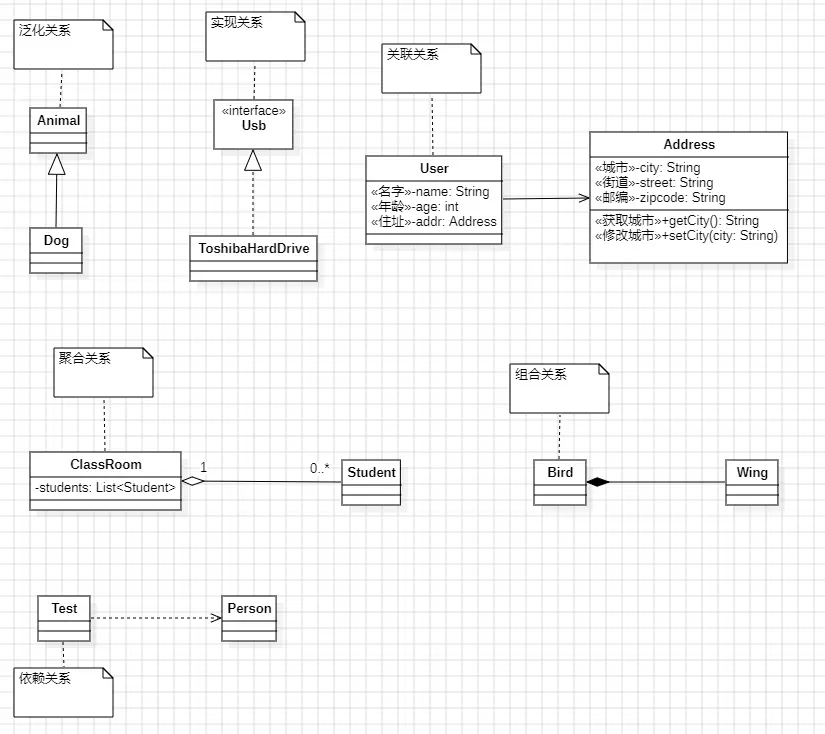 泛化关系
实现关系
关联关系
Animal
Dog
«interface»
Usb
ToshibaHardDrive
User
«名字»-name: String
«年龄»-age: int
«住址»-addr: Address
Address
«城市»-city: String
«街道»-street: String
«邮编»-zipcode: String
«获取城市»+getCity(): String
«修改城市»+setCity(city: String)
聚合关系
ClassRoom
-students: List<Student>
1
0..*
Student
组合关系
Bird
Wing
Test
Person
依赖关系